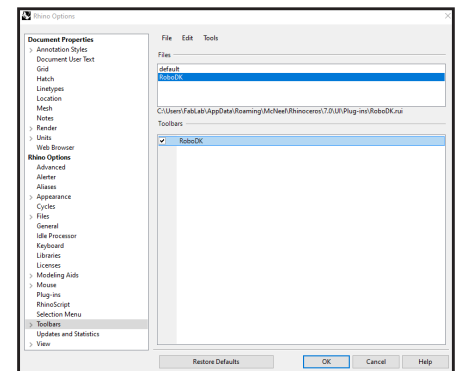 Rhino Options
Document Properties
Annotation Styles
Document User Text
Grid
Hatch
Linetypes
Location
Mesh
Notes
Render
Units
Web Browser
Rhino Options
Advanced
Alerter
Aliases
Appearance
Cycles
Files
General
Idle Processor
Keyboard
Libraries
Licenses
Modeling Aids
Mouse
Plug-ins
RhinoScript
Selection Menu
Toolbars
Updates and Statistics
View
File Edit Tools
Files
default
RoboDK
C:\Users\FabLab\AppData\Roaming\McNeel\Rhinoceros\7.0\UI\Plug-ins\RoboDK.rui
Toolbars
RoboDK
Restore Defaults OK Cancel Help